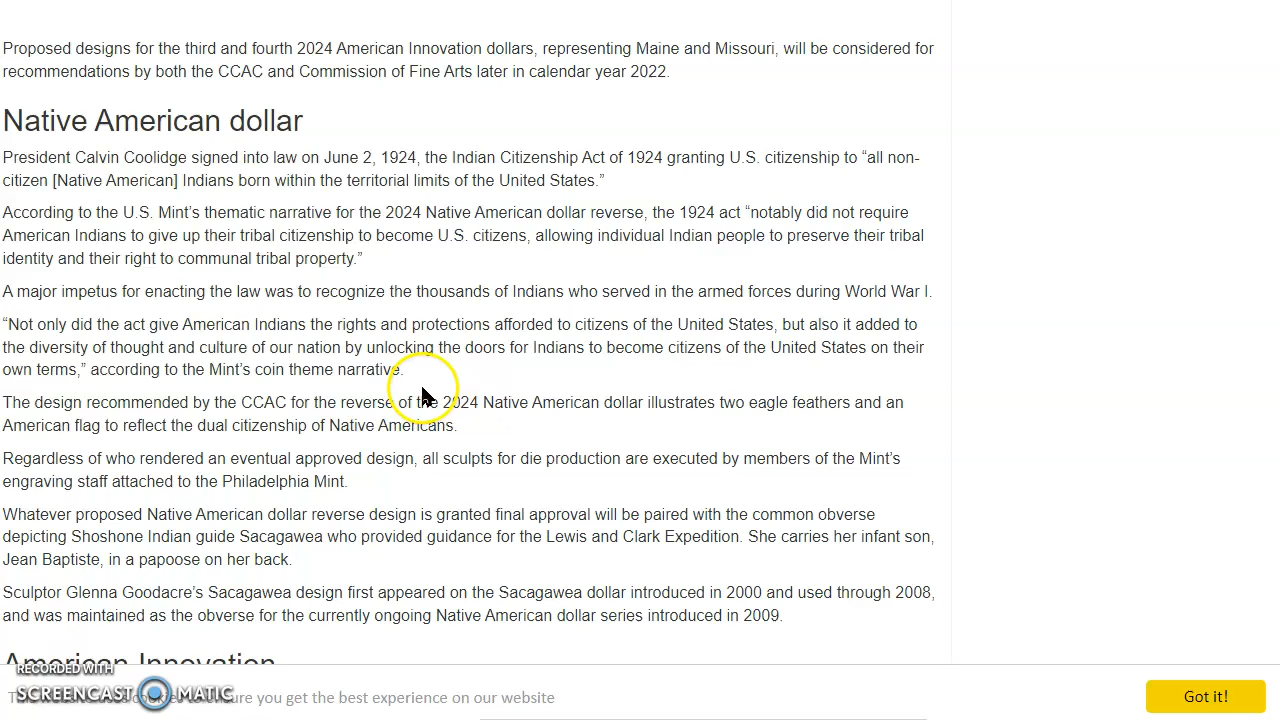 Proposed designs for the third and fourth 2024 American Innovation dollars, representing Maine and Missouri, will be considered for
recommendations by both the CCAC and Commission of Fine Arts later in calendar year 2022.
Native American dollar
President Calvin Coolidge signed into law on June 2, 1924, the Indian Citizenship Act of 1924 granting U.S. citizenship to “all non-
citizen [Native American] Indians born within the territorial limits of the United States.”
According to the U.S. Mint’s thematic narrative for the 2024 Native American dollar reverse, the 1924 act “notably did not require
American Indians to give up their tribal citizenship to become U.S. citizens, allowing individual Indian people to preserve their tribal
identity and their right to communal tribal property.”
A major impetus for enacting the law was to recognize the thousands of Indians who served in the armed forces during World War I.
“Not only did the act give American Indians the rights and protections afforded to citizens of the United States, but also it added to
the diversity of thought and culture of our nation by unlocking the doors for Indians to become citizens of the United States on their
own terms,” according to the Mint’s coin theme narrative.
The design recommended by the CCAC for the reverse of the 2024 Native American dollar illustrates two eagle feathers and an
American flag to reflect the dual citizenship of Native Americans.
Regardless of who rendered an eventual approved design, all sculpts for die production are executed by members of the Mint’s
engraving staff attached to the Philadelphia Mint.
Whatever proposed Native American dollar reverse design is granted final approval will be paired with the common obverse
depicting Shoshone Indian guide Sacagawea who provided guidance for the Lewis and Clark Expedition. She carries her infant son,
Jean Baptiste, in a papoose on her back.
Sculptor Glenna Goodacre’s Sacagawea design first appeared on the Sacagawea dollar introduced in 2000 and used through 2008,
and was maintained as the obverse for the currently ongoing Native American dollar series introduced in 2009.
American Innovation
RECORDED WITH
SCREENCAST MATIC
you get the best experience on our website
Got it!